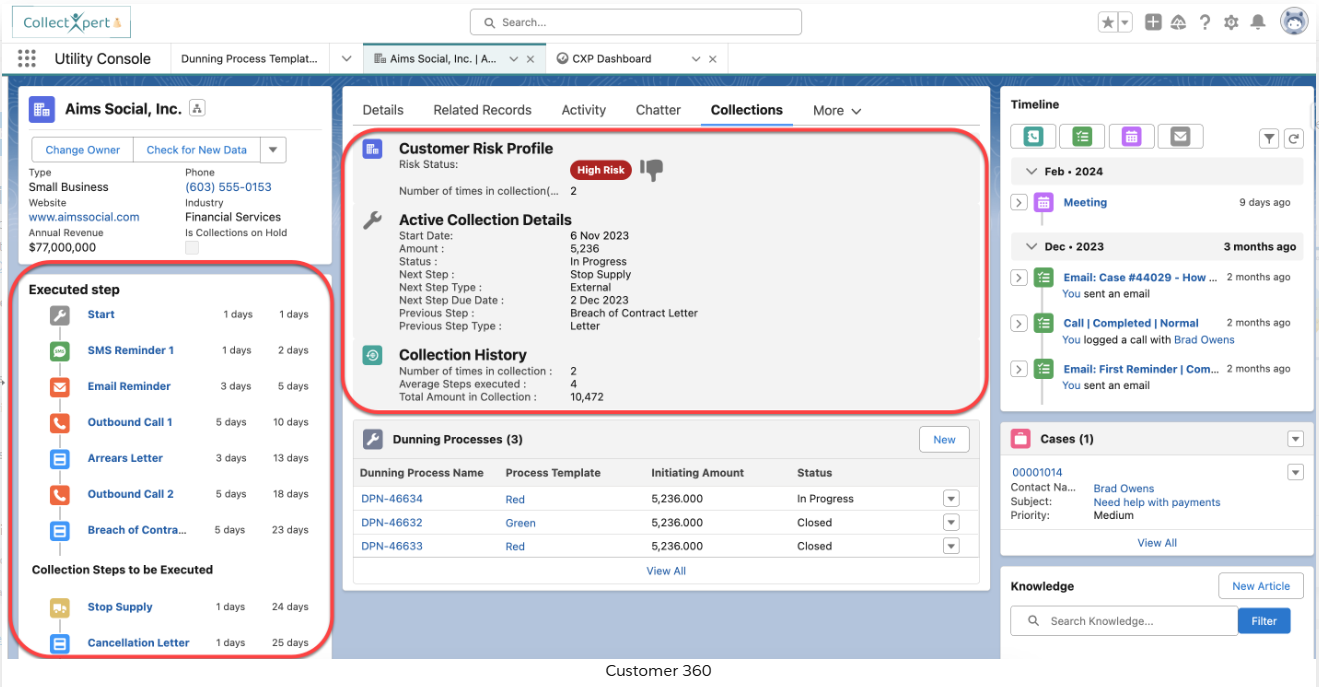 CollectXpert
Search...
Utility Console
Dunning Process Templat...
Aims Social, Inc. | A...
CXP Dashboard
Aims Social, Inc.
Change Owner
Check for New Data
Type
Small Business
Phone
(603) 555-0153
Website
www.aimssocial.com
Industry
Financial Services
Annual Revenue
$77,000,000
Is Collections on Hold
Executed step
Start 1 days 1 days
SMS Reminder 1 1 days 2 days
Email Reminder 3 days 5 days
Outbound Call 1 5 days 10 days
Arrears Letter 3 days 13 days
Outbound Call 2 5 days 18 days
Breach of Contra... 5 days 23 days
Collection Steps to be Executed
Stop Supply 1 days 24 days
Cancellation Letter 1 days 25 days
Details Related Records Activity Chatter Collections More
Customer Risk Profile
Risk Status: High Risk
Number of times in collection(... 2
Active Collection Details
Start Date: 6 Nov 2023
Amount : 5,236
Status : In Progress
Next Step : Stop Supply
Next Step Type : External
Next Step Due Date : 2 Dec 2023
Previous Step : Breach of Contract Letter
Previous Step Type : Letter
Collection History
Number of times in collection : 2
Average Steps executed : 4
Total Amount in Collection : 10,472
Dunning Processes (3)
New
Dunning Process Name Process Template Initiating Amount Status
DPN-46634 Red 5,236.000 In Progress
DPN-46632 Green 5,236.000 Closed
DPN-46633 Red 5,236.000 Closed
View All
Timeline
Feb • 2024
Meeting 9 days ago
Dec • 2023 3 months ago
Email: Case #44029 - How ... 2 months ago
You sent an email
Call | Completed | Normal 2 months ago
You logged a call with Brad Owens
Email: First Reminder | Com... 2 months ago
You sent an email
Cases (1)
00001014
Contact Na... Brad Owens
Subject: Need help with payments
Priority: Medium
View All
Knowledge
New Article
Search Knowledge...
Filter
Customer 360